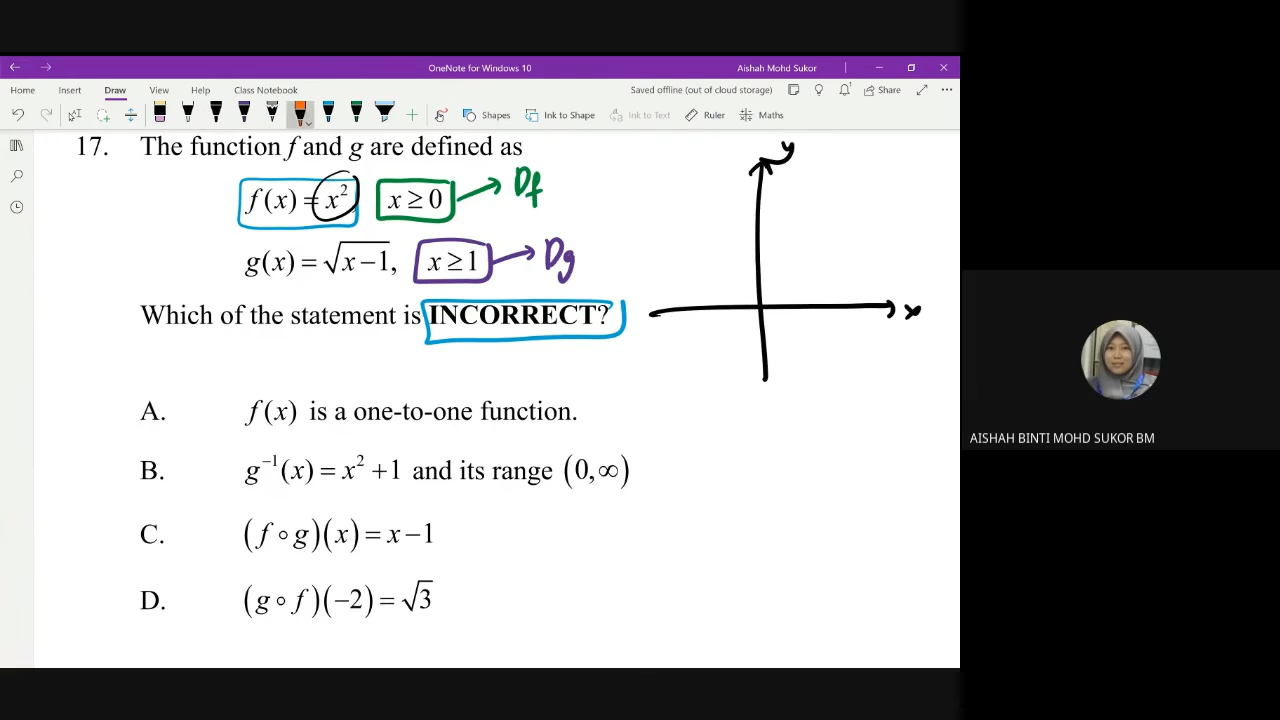 OneNote for Windows 10
Aishah Mohd Sukor
Home Insert Draw View Help Class Notebook
Saved offline (out of cloud storage)
Share
Shapes Ink to Shape Ink to Text Ruler Maths
17. The function f and g are defined as
f(x) = x² x ≥ 0 Df
g(x) = √(x−1), x ≥ 1 Dg
Which of the statement is INCORRECT?
y
x
A. f(x) is a one-to-one function.
B. g⁻¹(x) = x² + 1 and its range (0, ∞)
C. (f ∘ g)(x) = x − 1
D. (g ∘ f)(−2) = √3
AISHAH BINTI MOHD SUKOR BM